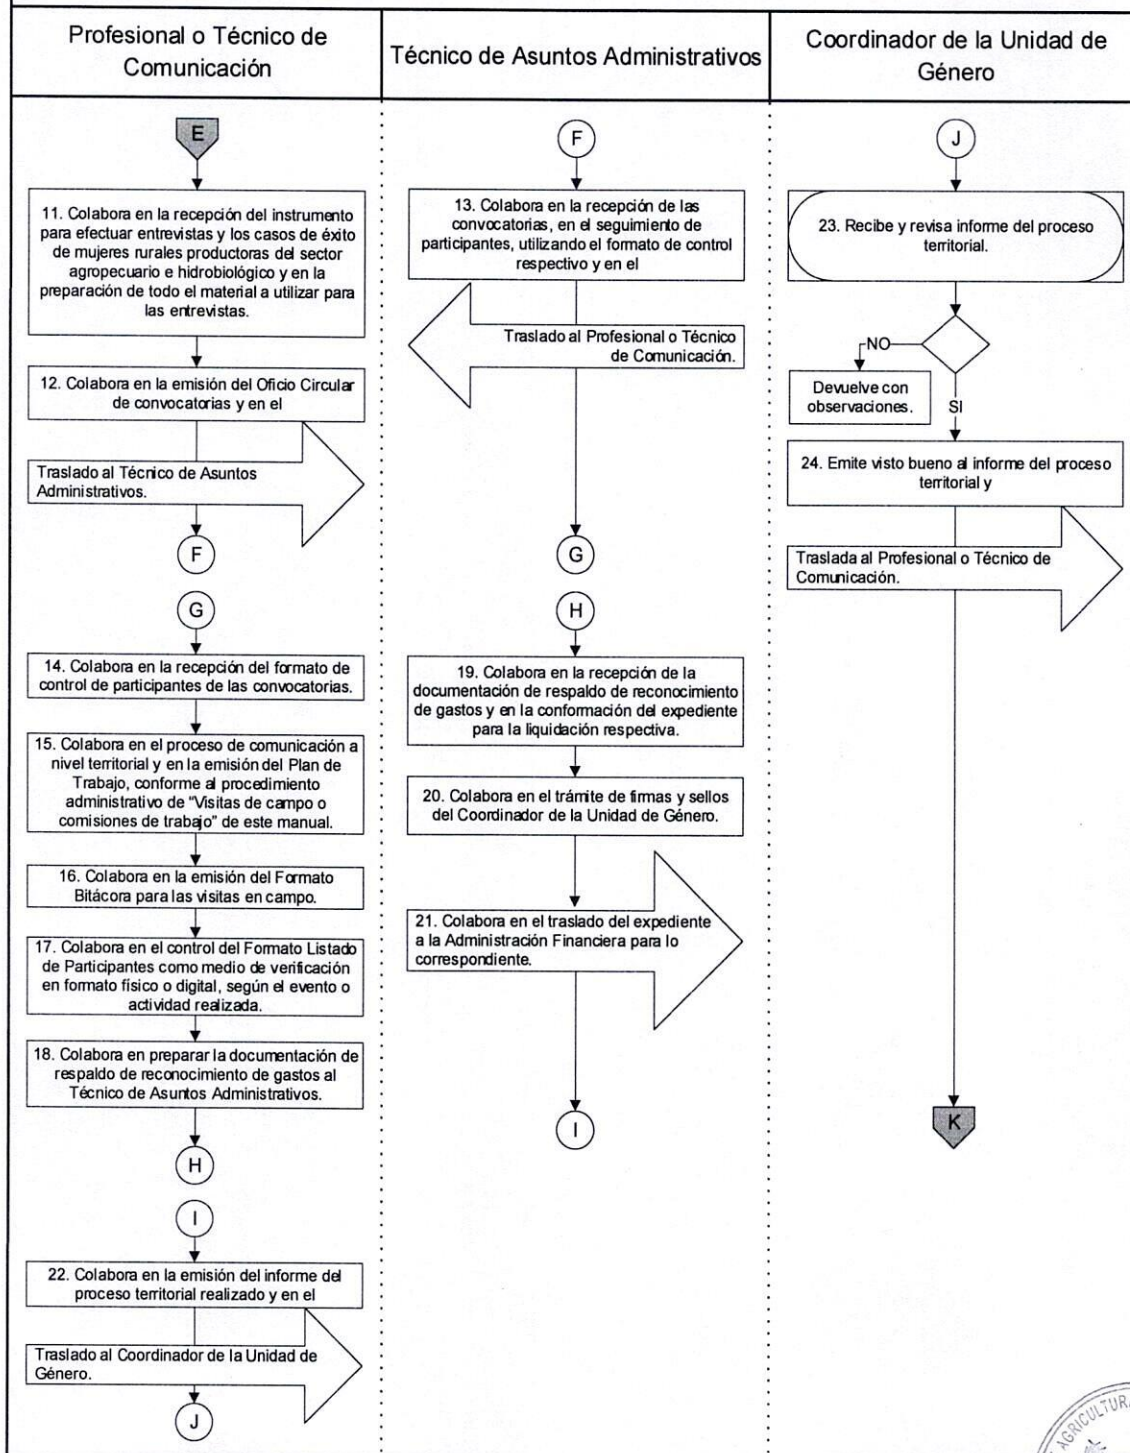 Profesional o Técnico de
Comunicación
Técnico de Asuntos Administrativos
Coordinador de la Unidad de
Género
E
11. Colabora en la recepción del instrumento
para efectuar entrevistas y los casos de éxito
de mujeres rurales productoras del sector
agropecuario e hidrobiológico y en la
preparación de todo el material a utilizar para
las entrevistas.
12. Colabora en la emisión del Oficio Circular
de convocatorias y en el
Traslado al Técnico de Asuntos
Administrativos.
F
G
14. Colabora en la recepción del formato de
control de participantes de las convocatorias.
15. Colabora en el proceso de comunicación a
nivel territorial y en la emisión del Plan de
Trabajo, conforme al procedimiento
administrativo de "Visitas de campo o
comisiones de trabajo" de este manual.
16. Colabora en la emisión del Formato
Bitácora para las visitas en campo.
17. Colabora en el control del Formato Listado
de Participantes como medio de verificación
en formato físico o digital, según el evento o
actividad realizada.
18. Colabora en preparar la documentación de
respaldo de reconocimiento de gastos al
Técnico de Asuntos Administrativos.
H
I
22. Colabora en la emisión del informe del
proceso territorial realizado y en el
Traslado al Coordinador de la Unidad de
Género.
J
F
13. Colabora en la recepción de las
convocatorias, en el seguimiento de
participantes, utilizando el formato de control
respectivo y en el
Traslado al Profesional o Técnico
de Comunicación.
G
H
19. Colabora en la recepción de la
documentación de respaldo de reconocimiento
de gastos y en la conformación del expediente
para la liquidación respectiva.
20. Colabora en el trámite de firmas y sellos
del Coordinador de la Unidad de Género.
21. Colabora en el traslado del expediente
a la Administración Financiera para lo
correspondiente.
I
J
23. Recibe y revisa informe del proceso
territorial.
NO
Devuelve con
observaciones.
SI
24. Emite visto bueno al informe del proceso
territorial y
Traslada al Profesional o Técnico de
Comunicación.
K
AGRICULTURA